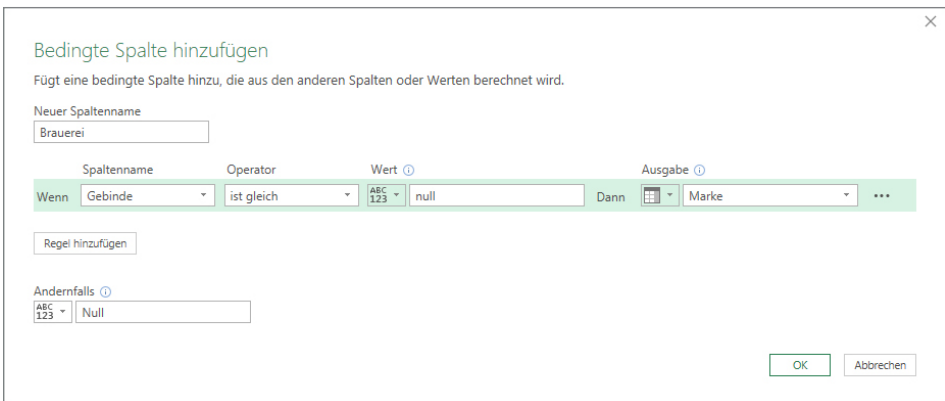 Bedingte Spalte hinzufügen
Fügt eine bedingte Spalte hinzu, die aus den anderen Spalten oder Werten berechnet wird.
Neuer Spaltenname
Brauerei
Spaltenname Operator Wert Ausgabe
Wenn Gebinde ist gleich ABC 123 null Dann Marke
Regel hinzufügen
Andernfalls
ABC 123 Null
OK Abbrechen